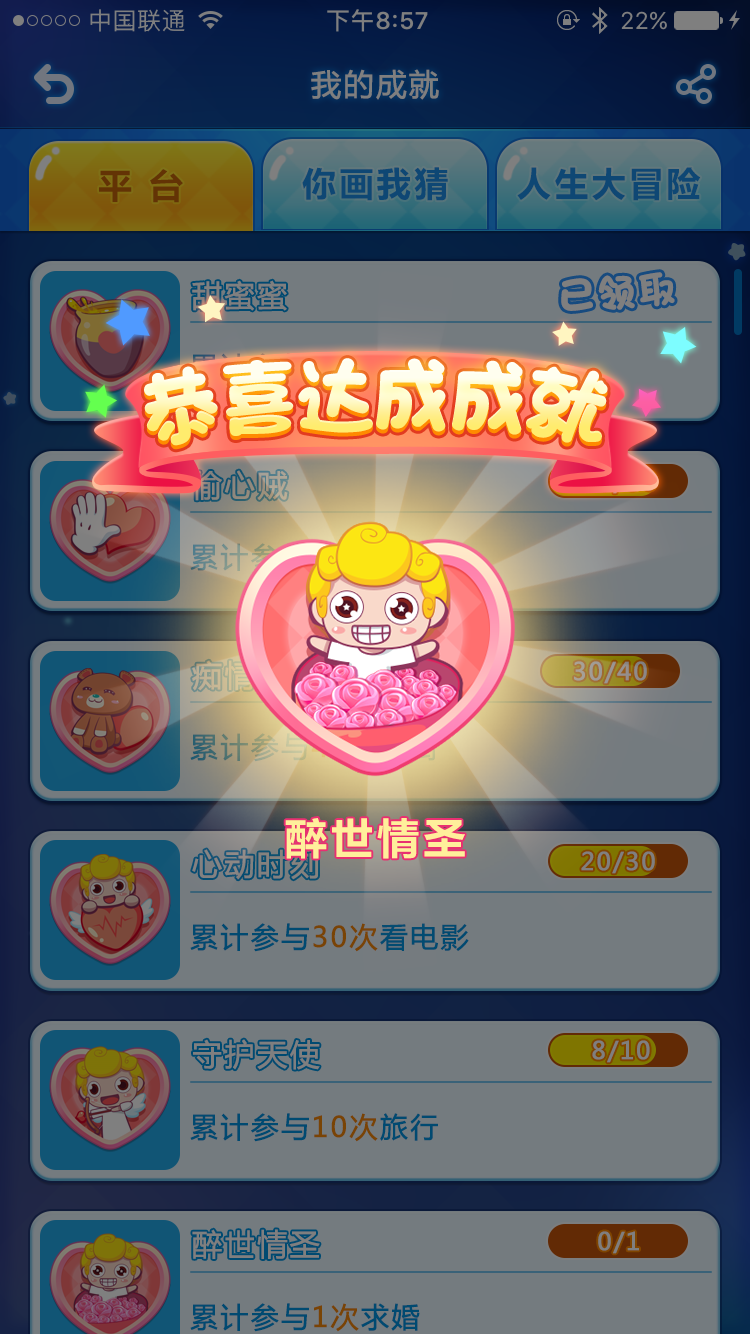 中国联通 下午8:57 22%
我的成就
平 台 你画我猜 人生大冒险
甜蜜蜜 已领取
恭喜达成成就
偷心贼
累计参
痴情 30/40
累计参与
醉世情圣
心动时刻 20/30
累计参与30次看电影
守护天使 8/10
累计参与10次旅行
醉世情圣 0/1
累计参与1次求婚